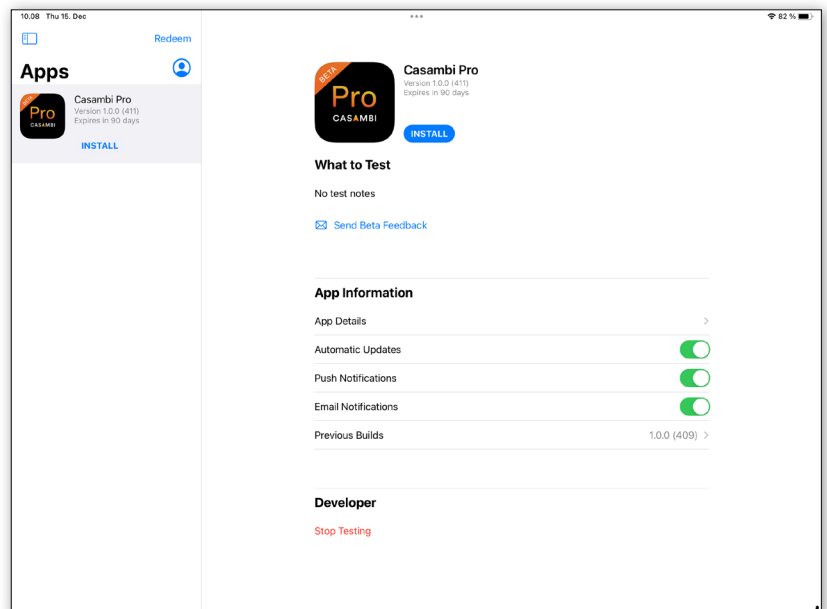 10.08 Thu 15. Dec
82 %
Redeem
Apps
BETA
Pro
CASAMBI
Casambi Pro
Version 1.0.0 (411)
Expires in 90 days
INSTALL
BETA
Pro
CASAMBI
Casambi Pro
Version 1.0.0 (411)
Expires in 90 days
INSTALL
What to Test
No test notes
Send Beta Feedback
App Information
App Details
Automatic Updates
Push Notifications
Email Notifications
Previous Builds 1.0.0 (409)
Developer
Stop Testing